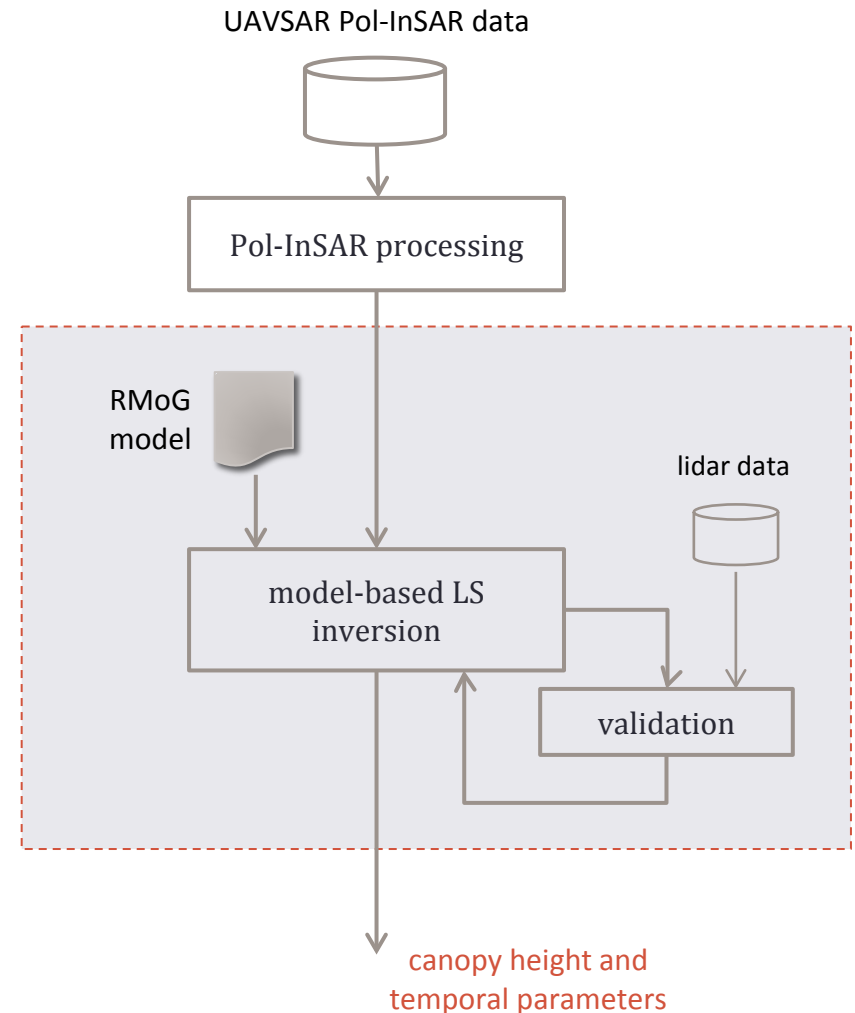 UAVSAR Pol-InSAR data
Pol-InSAR processing
RMoG
model
lidar data
model-based LS
inversion
validation
canopy height and
temporal parameters